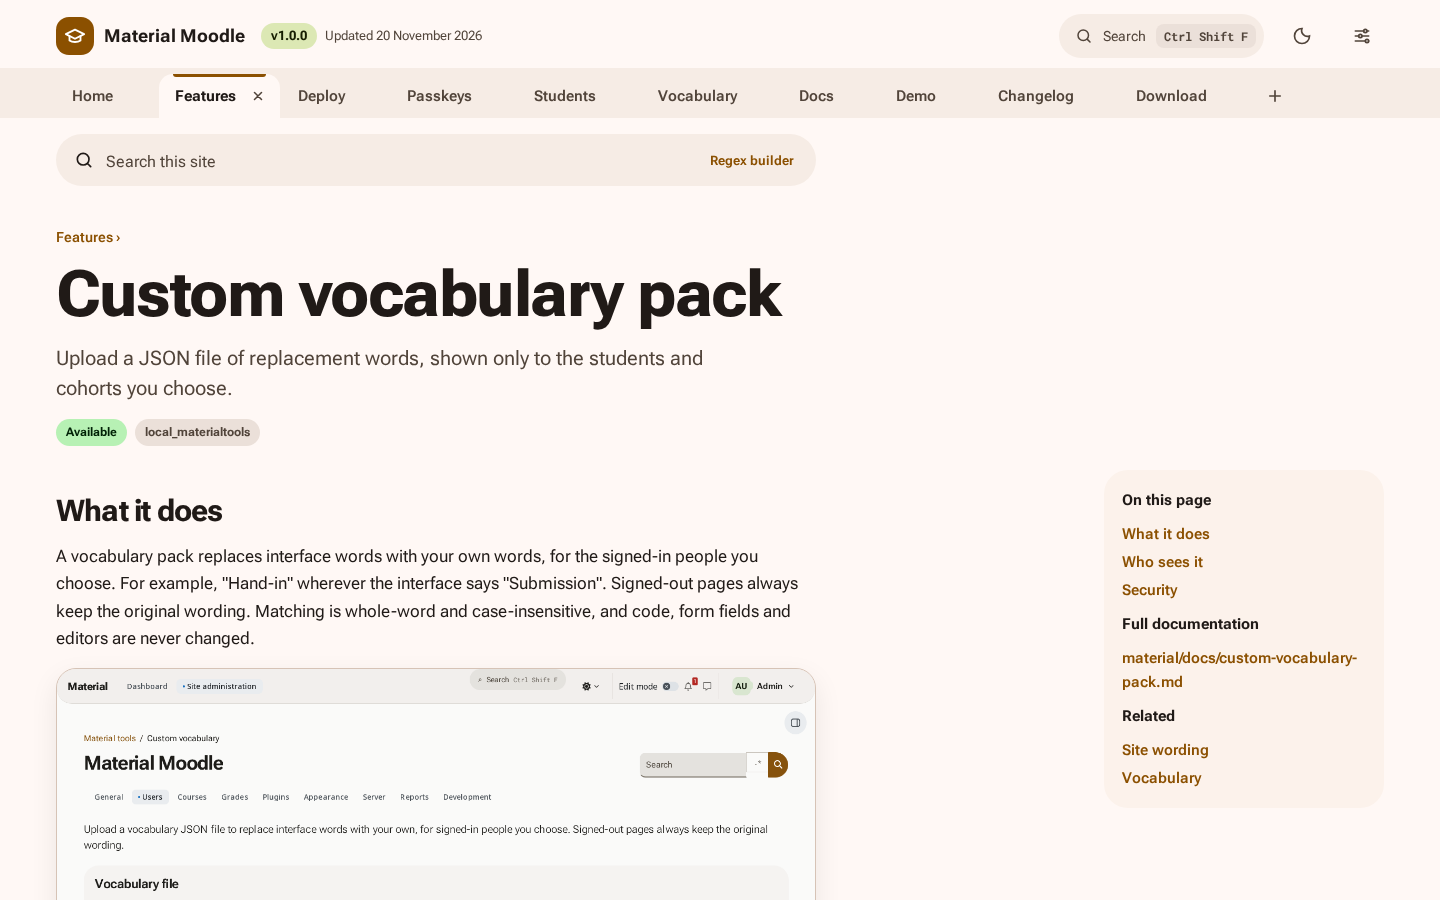 Material Moodle
v1.0.0
Updated 20 November 2026
Search
Ctrl Shift F
Home
Features
Deploy
Passkeys
Students
Vocabulary
Docs
Demo
Changelog
Download
Search this site
Regex builder
Features ›
Custom vocabulary pack
Upload a JSON file of replacement words, shown only to the students and
cohorts you choose.
Available
local_materialtools
What it does
A vocabulary pack replaces interface words with your own words, for the signed-in people you
choose. For example, "Hand-in" wherever the interface says "Submission". Signed-out pages always
keep the original wording. Matching is whole-word and case-insensitive, and code, form fields and
editors are never changed.
Material
Dashboard
Site administration
Search Ctrl Shift F
Edit mode
1
AU
Admin
Material tools / Custom vocabulary
Material Moodle
Search
.*
General
Users
Courses
Grades
Plugins
Appearance
Server
Reports
Development
Upload a vocabulary JSON file to replace interface words with your own, for signed-in people you choose. Signed-out pages always keep the original
wording.
Vocabulary file
On this page
What it does
Who sees it
Security
Full documentation
material/docs/custom-vocabulary-
pack.md
Related
Site wording
Vocabulary